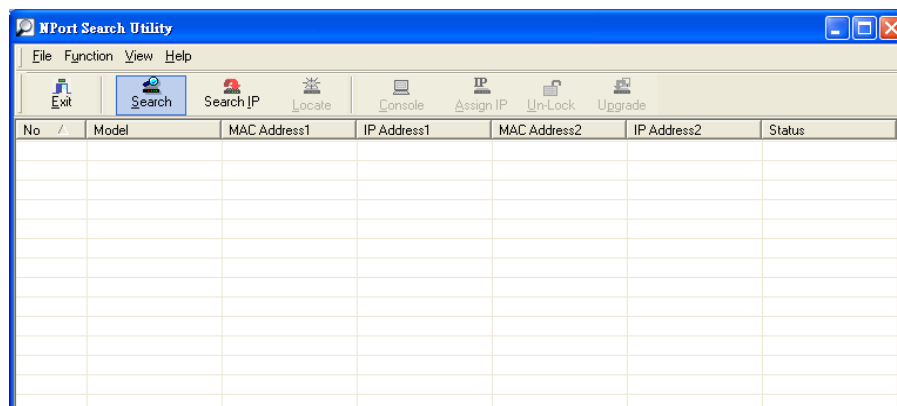 NPort Search Utility
File Function View Help
Exit Search Search IP Locate Console Assign IP Un-Lock Upgrade
No Model MAC Address1 IP Address1 MAC Address2 IP Address2 Status